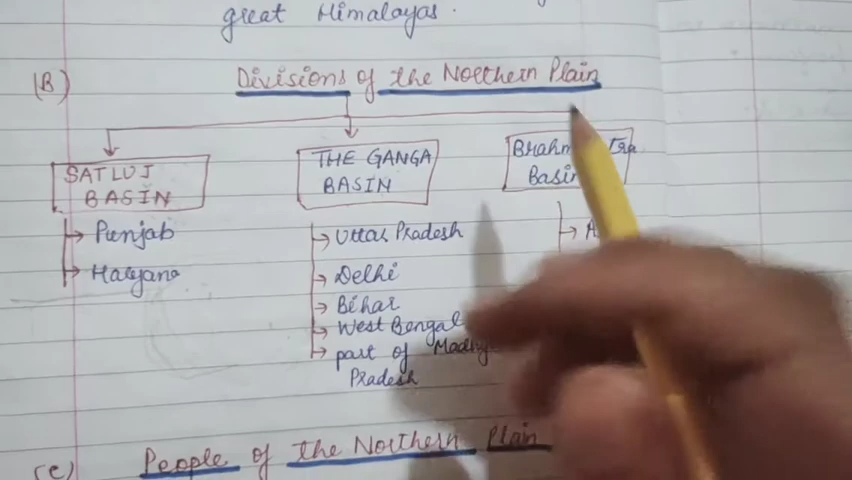 great Himalayas.
(B) Divisions of the Northern Plain
SATLUJ
BASIN
Punjab
Haryana
THE GANGA
BASIN
Uttar Pradesh
Delhi
Bihar
West Bengal
part of
Pradesh
Basin
(C) People of the Northern Plain